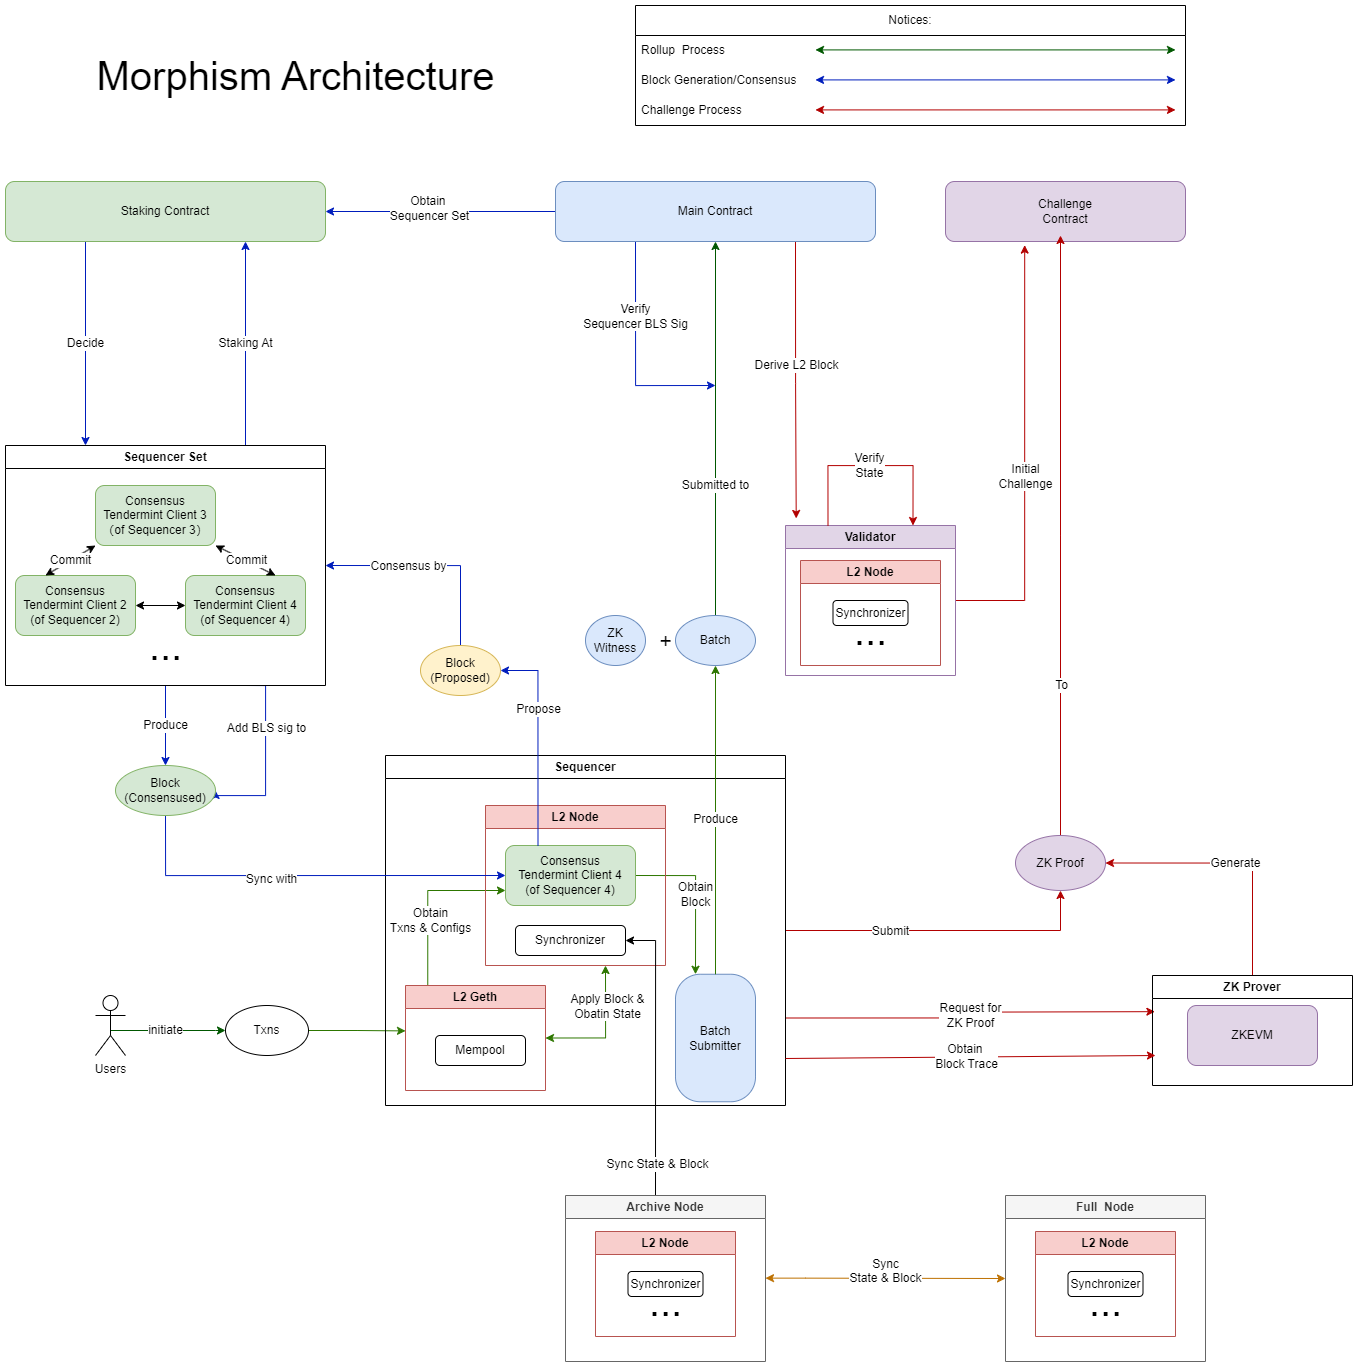 Morphism Architecture
Notices:
Rollup  Process
Block Generation/Consensus
Challenge Process
Staking Contract
Obtain
Sequencer Set
Main Contract
Challenge
Contract
Decide
Staking At
Verify
Sequencer BLS Sig
Derive L2 Block
Submitted to
Verify
State
Initial
Challenge
Sequencer Set
Consensus
Tendermint Client 3
(of Sequencer 3)
Commit
Commit
Consensus
Tendermint Client 2
(of Sequencer 2)
Consensus
Tendermint Client 4
(of Sequencer 4)
...
Consensus by
Validator
L2 Node
Synchronizer
...
ZK
Witness
+
Batch
Block
(Proposed)
Propose
To
Produce
Add BLS sig to
Block
(Consensused)
Sync with
Sequencer
L2 Node
Consensus
Tendermint Client 4
(of Sequencer 4)
Synchronizer
Produce
Obtain
Block
Obtain
Txns & Configs
L2 Geth
Mempool
Apply Block &
Obatin State
Batch
Submitter
Users
initiate
Txns
ZK Proof
Generate
Submit
Request for
ZK Proof
Obtain
Block Trace
ZK Prover
ZKEVM
Sync State & Block
Archive Node
L2 Node
Synchronizer
...
Sync
State & Block
Full  Node
L2 Node
Synchronizer
...